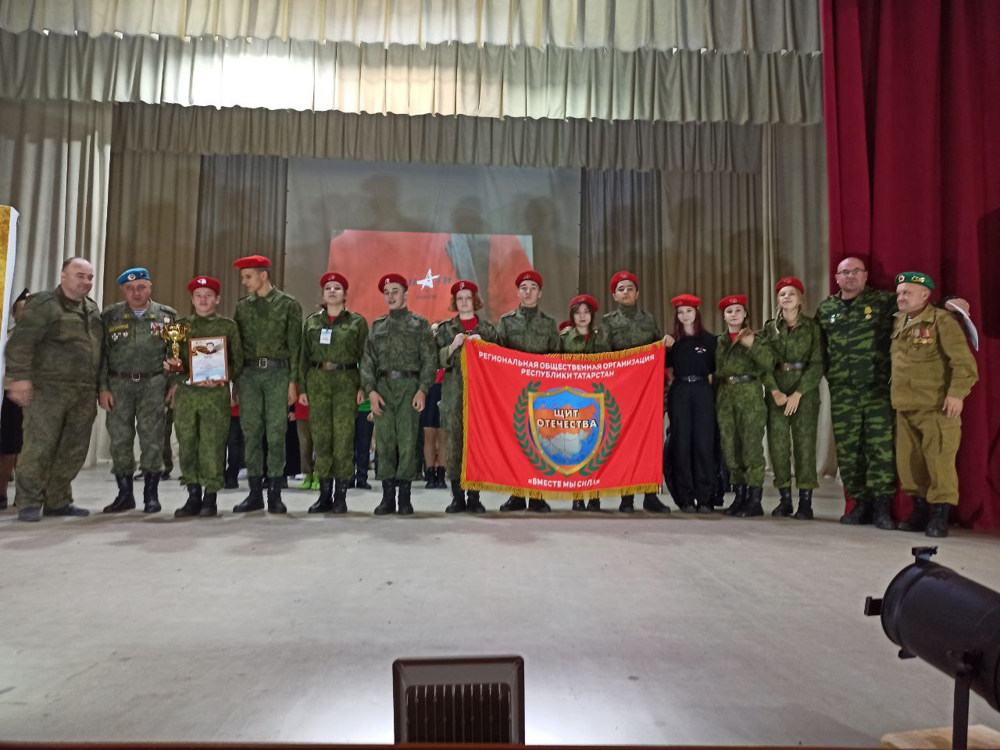 РЕГИОНАЛЬНАЯ ОБЩЕСТВЕННАЯ ОРГАНИЗАЦИЯ
РЕСПУБЛИКИ ТАТАРСТАН
ЩИТ
ОТЕЧЕСТВА
«ВМЕСТЕ МЫ СИЛА»